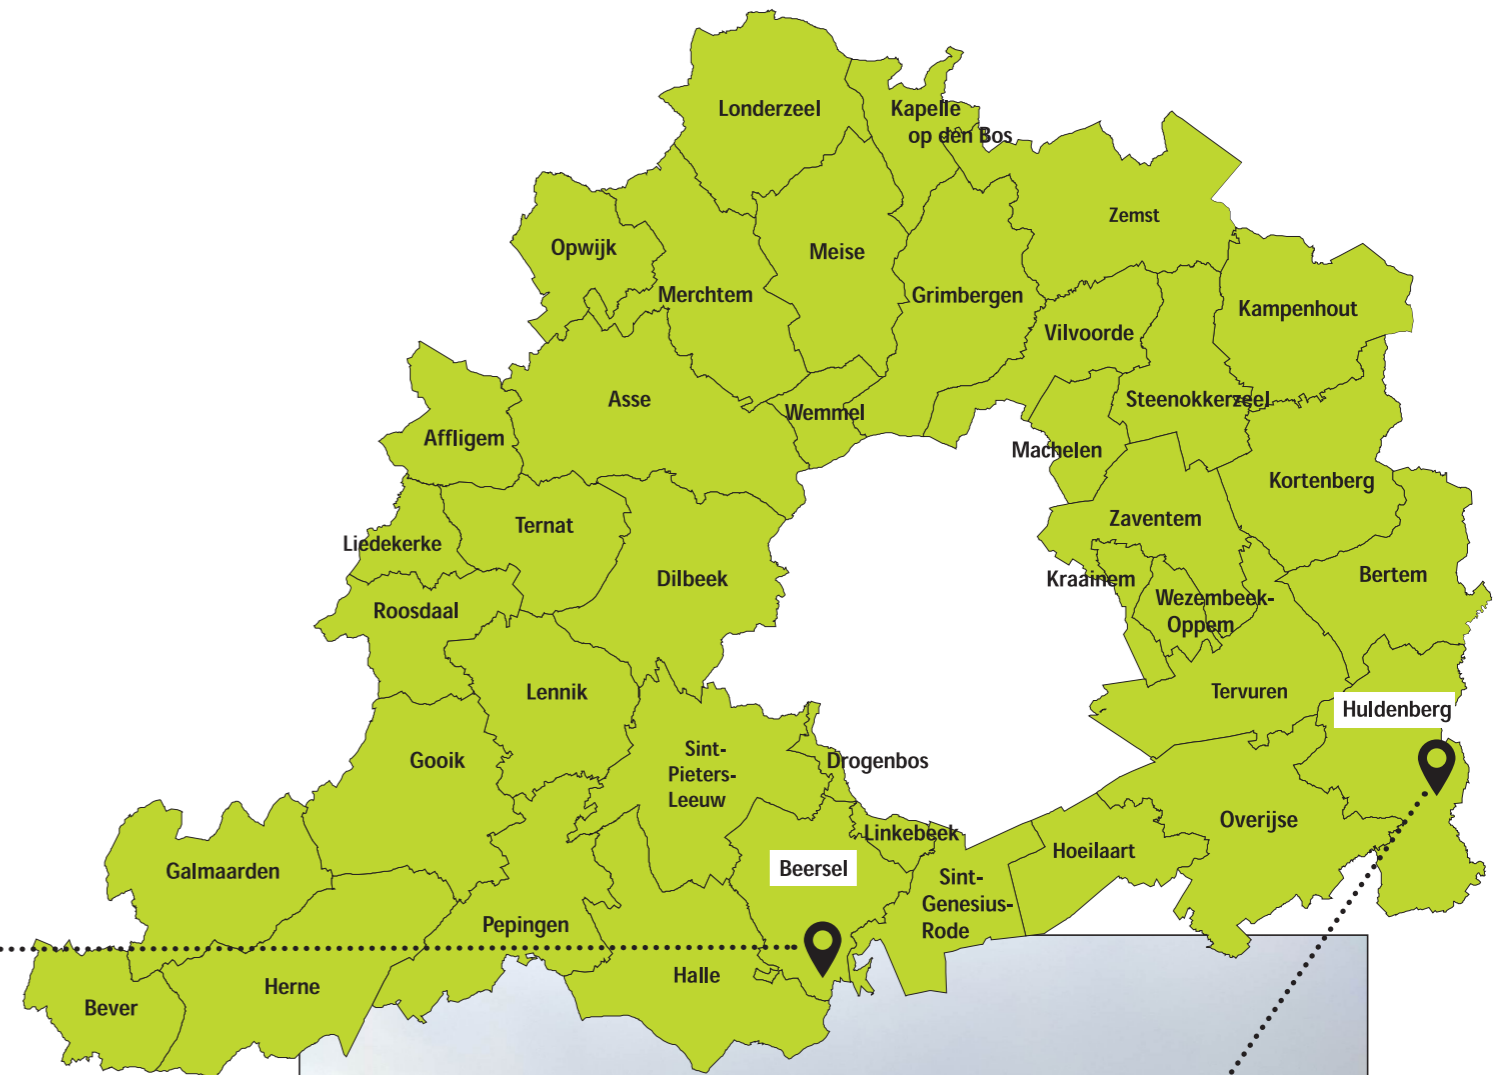 Londerzeel
Kapelle
op den Bos
Zemst
Opwijk
Meise
Merchtem
Grimbergen
Kampenhout
Vilvoorde
Asse
Wemmel
Steenokkerzeel
Affligem
Machelen
Kortenberg
Ternat
Zaventem
Liedekerke
Dilbeek
Kraainem
Bertem
Roosdaal
Wezembeek-
Oppem
Lennik
Tervuren
Huldenberg
Gooik
Sint-
Pieters-
Leeuw
Drogenbos
Overijse
Linkebeek
Hoeilaart
Galmaarden
Beersel
Sint-
Genesius-
Rode
Pepingen
Halle
Herne
Bever